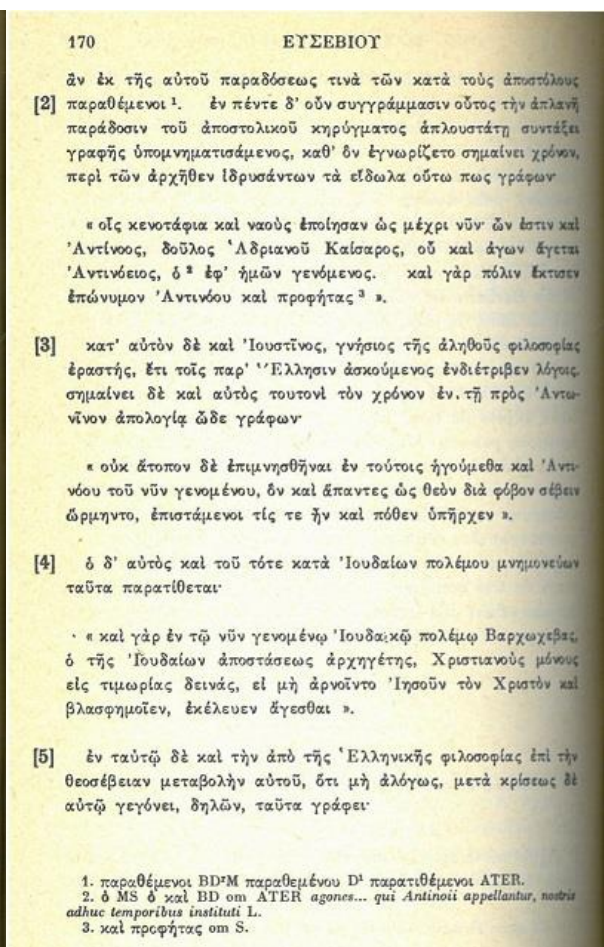 170 ΕΥΣΕΒΙΟΥ
ἂν ἐκ τῆς αὐτοῦ παραδόσεως τινὰ τῶν κατὰ τοὺς ἀποστόλους
[2] παραθέμενοι ¹. ἐν πέντε δ’ οὖν συγγράμμασιν οὗτος τὴν ἀπλανῆ
παράδοσιν τοῦ ἀποστολικοῦ κηρύγματος ἁπλουστάτῃ συντάξει
γραφῆς ὑπομνηματισάμενος, καθ’ ὃν ἐγνωρίζετο σημαίνει χρόνον,
περὶ τῶν ἀρχῆθεν ἱδρυσάντων τὰ εἴδωλα οὕτω πως γράφων·
« οἷς κενοτάφια καὶ ναοὺς ἐποίησαν ὡς μέχρι νῦν· ὧν ἐστιν καὶ
Ἀντίνοος, δοῦλος Ἁδριανοῦ Καίσαρος, οὗ καὶ ἀγων ἄγεται
Ἀντινόειος, ὁ ² ἐφ’ ἡμῶν γενόμενος. καὶ γὰρ πόλιν ἔκτισεν
ἐπώνυμον Ἀντινόου καὶ προφήτας ³ ».
[3] κατ’ αὐτὸν δὲ καὶ Ἰουστῖνος, γνήσιος τῆς ἀληθοῦς φιλοσοφίας
ἐραστής, ἔτι τοῖς παρ’ Ἕλλησιν ἀσκούμενος ἐνδιέτριβεν λόγοις.
σημαίνει δὲ καὶ αὐτὸς τουτονὶ τὸν χρόνον ἐν τῇ πρὸς Ἀντω-
νῖνον ἀπολογίᾳ ὧδε γράφων·
« οὐκ ἄτοπον δὲ ἐπιμνησθῆναι ἐν τούτοις ἡγούμεθα καὶ Ἀντι-
νόου τοῦ νῦν γενομένου, ὃν καὶ ἅπαντες ὡς θεὸν διὰ φόβον σέβειν
ὥρμηντο, ἐπιστάμενοι τίς τε ἦν καὶ πόθεν ὑπῆρχεν ».
[4] ὁ δ’ αὐτὸς καὶ τοῦ τότε κατὰ Ἰουδαίων πολέμου μνημονεύων
ταῦτα παρατίθεται·
« καὶ γὰρ ἐν τῷ νῦν γενομένῳ Ἰουδαϊκῷ πολέμῳ Βαρχωχεβας,
ὁ τῆς Ἰουδαίων ἀποστάσεως ἀρχηγέτης, Χριστιανοὺς μόνους
εἰς τιμωρίας δεινάς, εἰ μὴ ἀρνοῖντο Ἰησοῦν τὸν Χριστὸν καὶ
βλασφημοῖεν, ἐκέλευεν ἄγεσθαι ».
[5] ἐν ταὐτῷ δὲ καὶ τὴν ἀπὸ τῆς Ἑλληνικῆς φιλοσοφίας ἐπὶ τὴν
θεοσέβειαν μεταβολὴν αὐτοῦ, ὅτι μὴ ἀλόγως, μετὰ κρίσεως δὲ
αὐτῷ γεγόνει, δηλῶν, ταῦτα γράφει·
1. παραθέμενοι BDʳM παραθεμένου D¹ παρατιθέμενοι ATER.
2. ὁ MS ὁ καὶ BD om ATER agones... qui Antinoii appellantur, nostris
adhuc temporibus instituti L.
3. καὶ προφήτας om S.